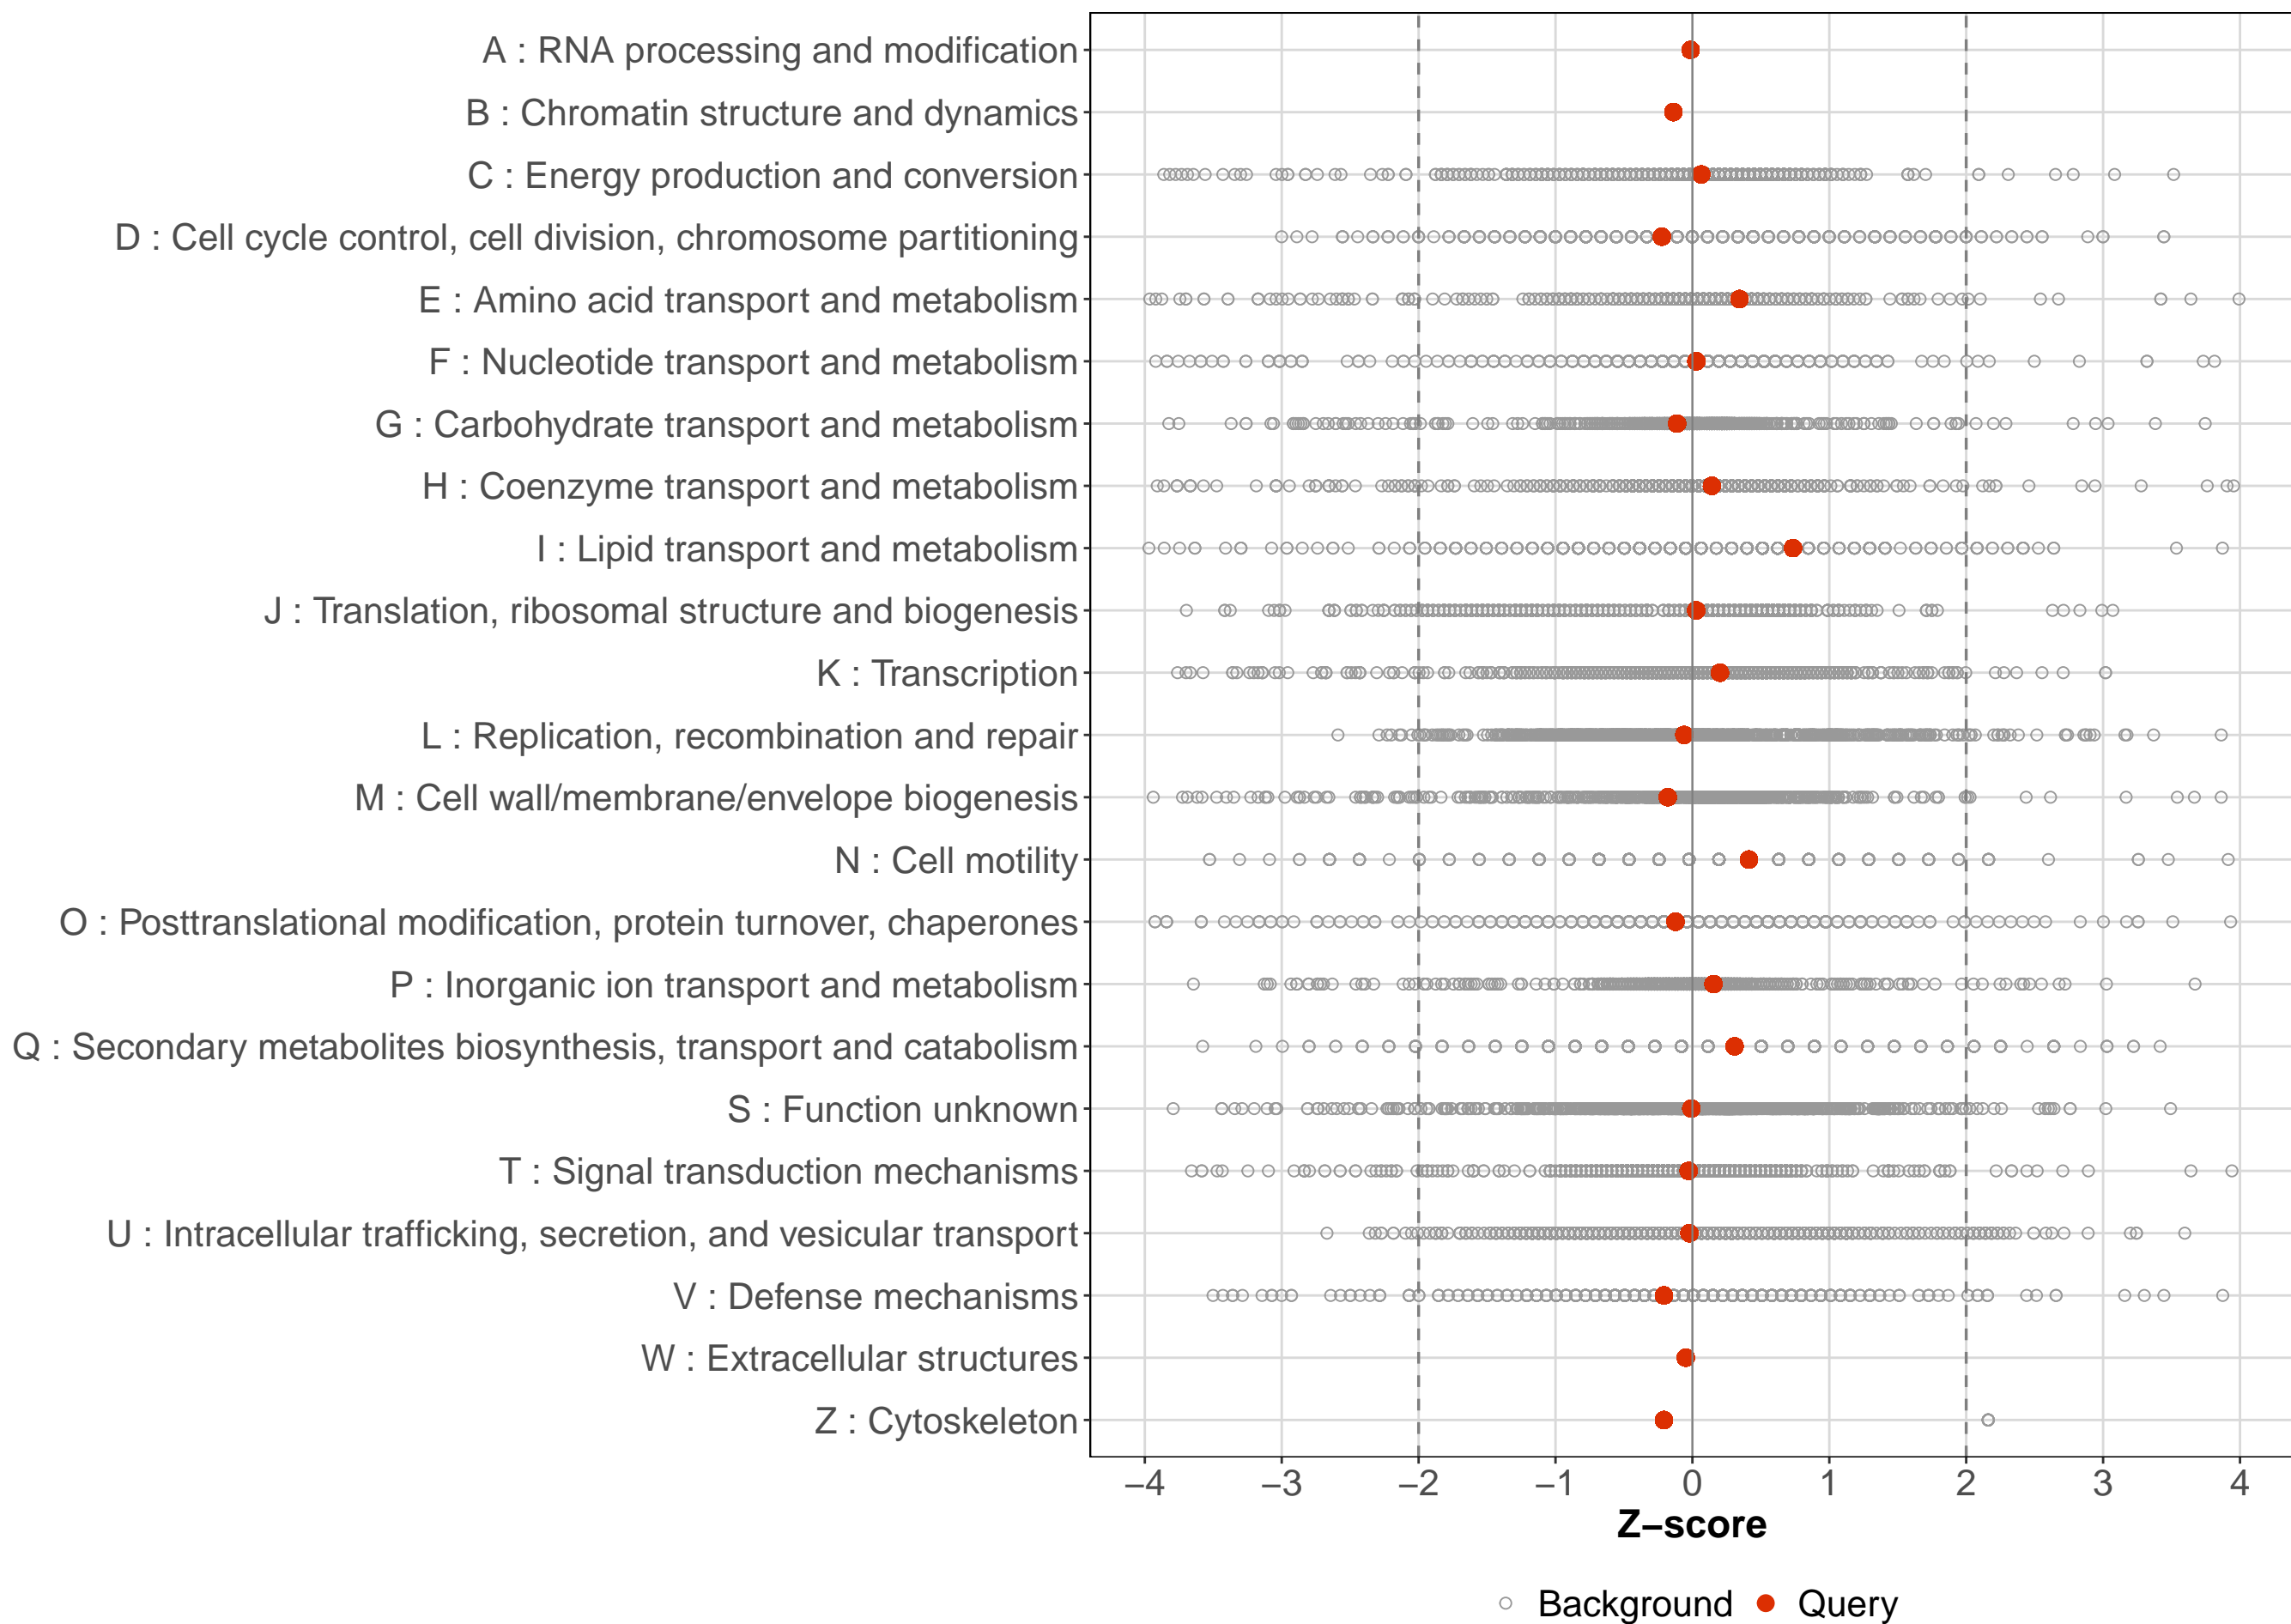 A : RNA processing and modification
B : Chromatin structure and dynamics
C : Energy production and conversion
D : Cell cycle control, cell division, chromosome partitioning
E : Amino acid transport and metabolism
F : Nucleotide transport and metabolism
G : Carbohydrate transport and metabolism
H : Coenzyme transport and metabolism
I : Lipid transport and metabolism
J : Translation, ribosomal structure and biogenesis
K : Transcription
L : Replication, recombination and repair
M : Cell wall/membrane/envelope biogenesis
N : Cell motility
O : Posttranslational modification, protein turnover, chaperones
P : Inorganic ion transport and metabolism
Q : Secondary metabolites biosynthesis, transport and catabolism
S : Function unknown
T : Signal transduction mechanisms
U : Intracellular trafficking, secretion, and vesicular transport
V : Defense mechanisms
W : Extracellular structures
Z : Cytoskeleton
−4 −3 −2 −1 0 1 2 3 4
Z−score
Background Query